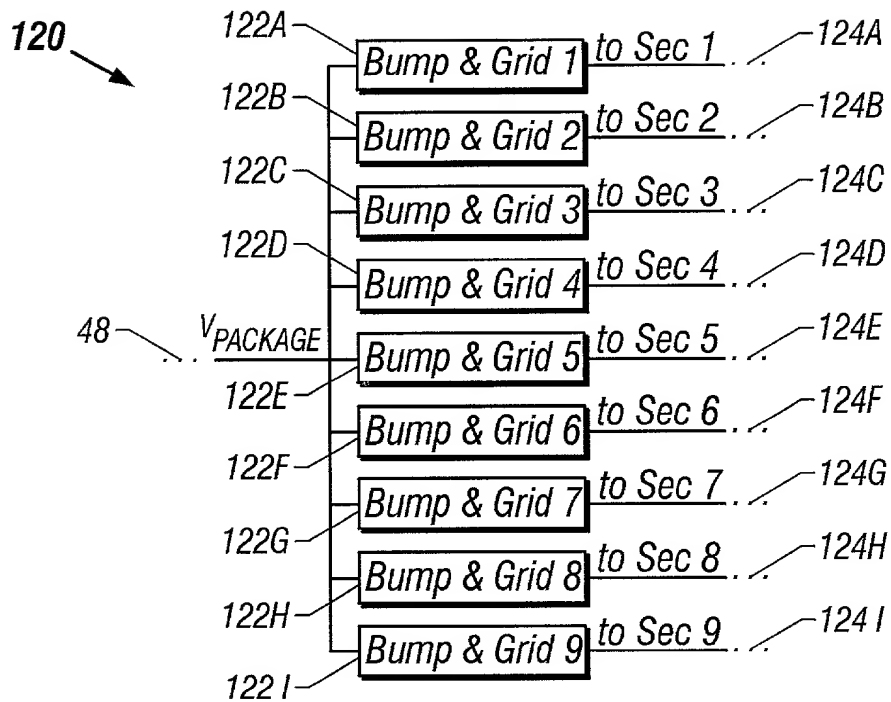 120
122A
Bump & Grid 1 to Sec 1 124A
122B
Bump & Grid 2 to Sec 2 124B
122C
Bump & Grid 3 to Sec 3 124C
122D
Bump & Grid 4 to Sec 4 124D
48 VPACKAGE
Bump & Grid 5 to Sec 5 124E
122E
Bump & Grid 6 to Sec 6 124F
122F
Bump & Grid 7 to Sec 7 124G
122G
Bump & Grid 8 to Sec 8 124H
122H
Bump & Grid 9 to Sec 9 124 I
122 I